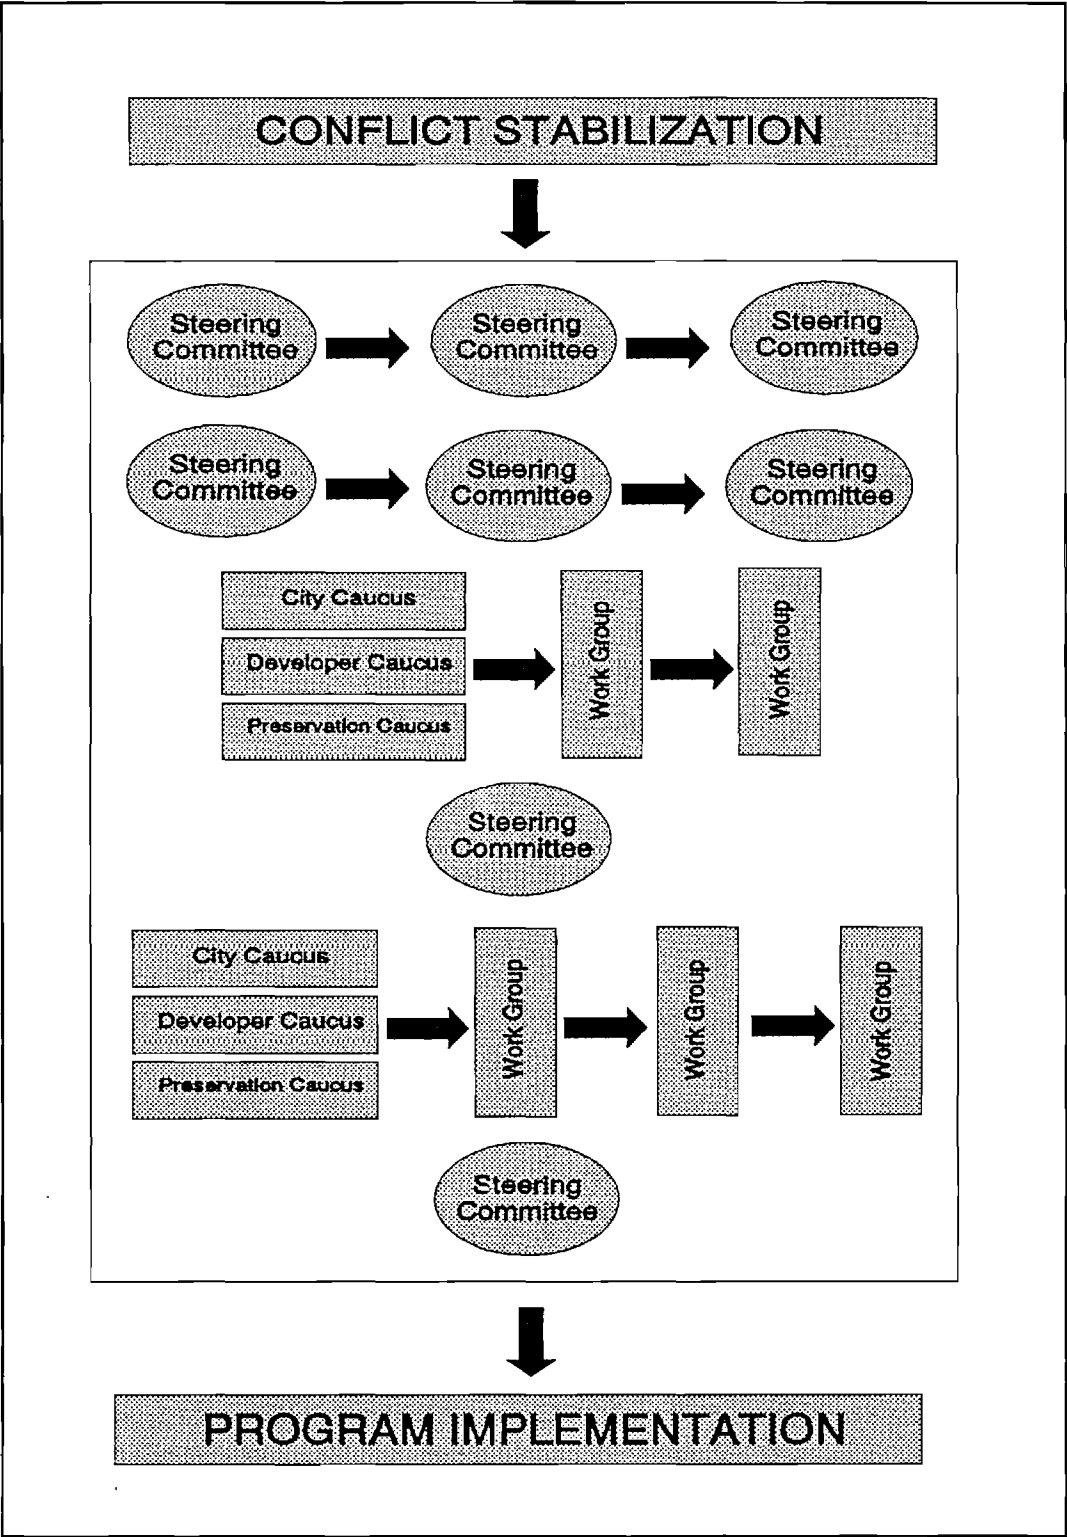 CONFLICT STABILIZATION
Steering
Committee
Steering
Committee
Steering
Committee
Steering
Committee
Steering
Committee
Steering
Committee
City Caucus
Developer Caucus
Preservation Caucus
Work Group
Work Group
Steering
Committee
City Caucus
Developer Caucus
Preservation Caucus
Work Group
Work Group
Work Group
Steering
Committee
PROGRAM IMPLEMENTATION